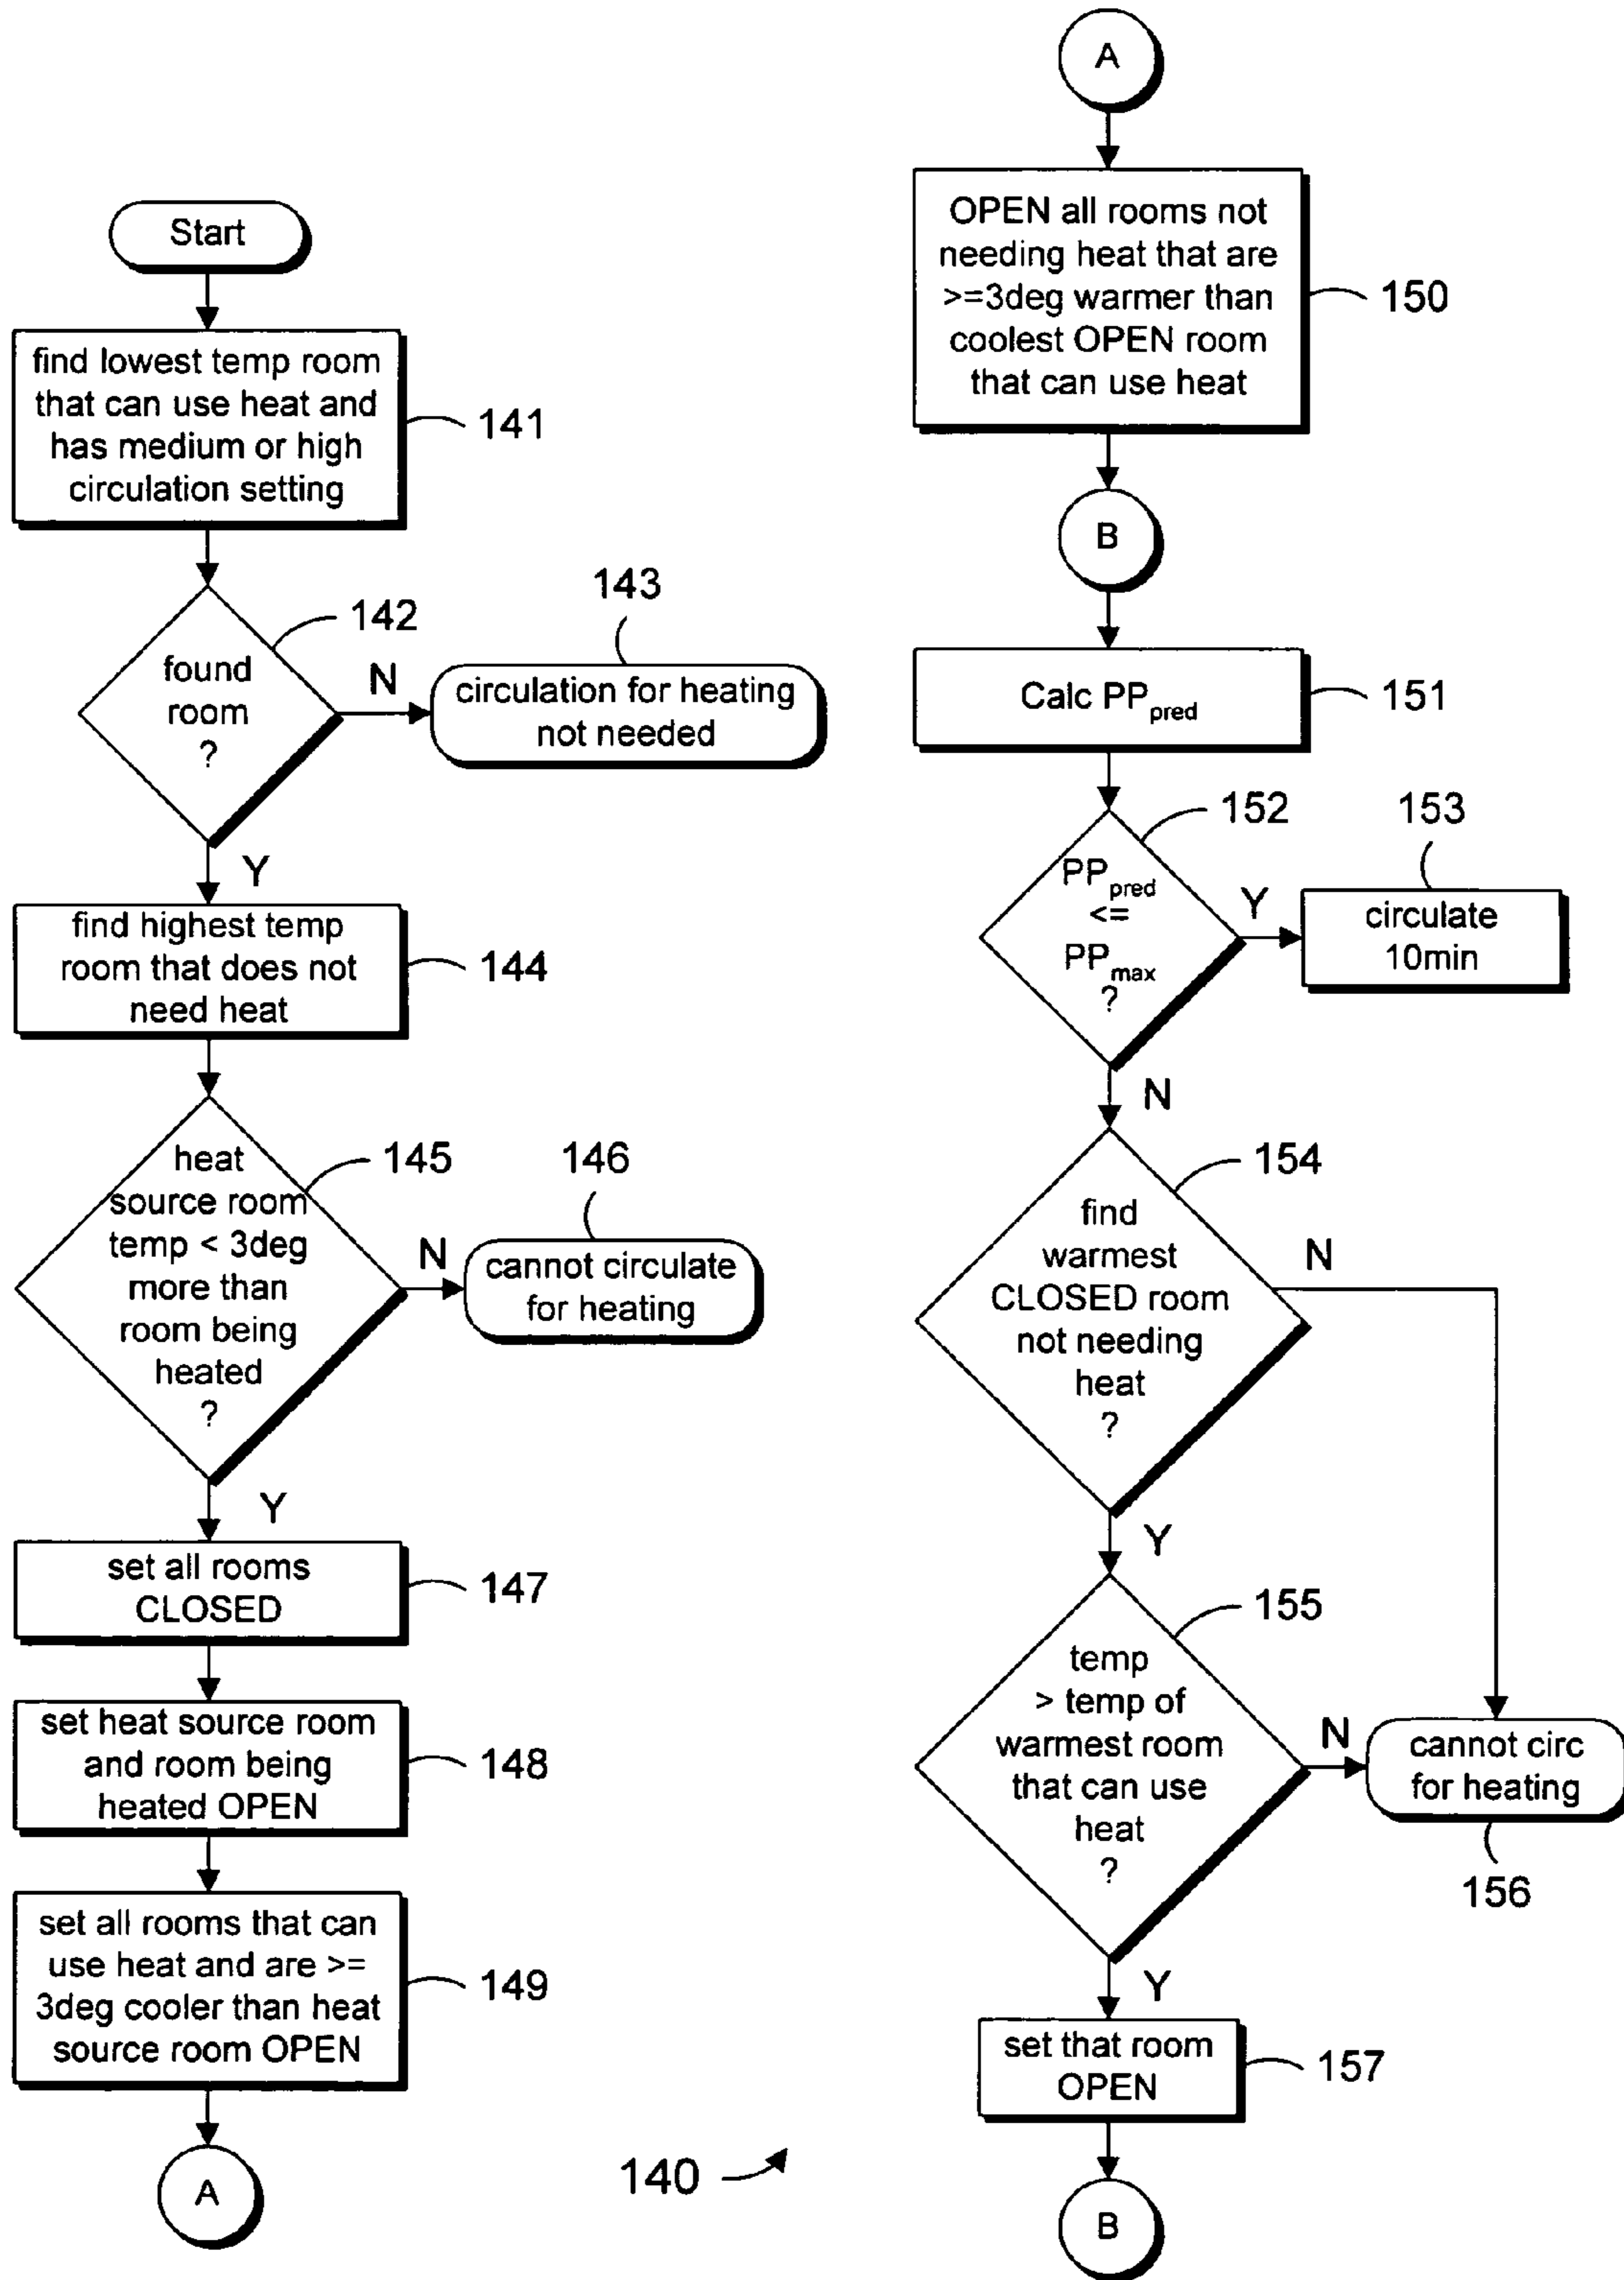 Start
find lowest temp room
that can use heat and
has medium or high
circulation setting
141
142
found
room
?
N
143
circulation for heating
not needed
Y
find highest temp
room that does not
need heat
144
145
heat
source room
temp < 3deg
more than
room being
heated
?
N
146
cannot circulate
for heating
Y
set all rooms
CLOSED
147
set heat source room
and room being
heated OPEN
148
set all rooms that can
use heat and are >=
3deg cooler than heat
source room OPEN
149
A
140
A
OPEN all rooms not
needing heat that are
>=3deg warmer than
coolest OPEN room
that can use heat
150
B
Calc PPpred
151
152
PPpred
<=
PPmax
?
Y
153
circulate
10min
N
154
find
warmest
CLOSED room
not needing
heat
?
N
Y
155
temp
> temp of
warmest room
that can use
heat
?
N
cannot circ
for heating
156
Y
set that room
OPEN
157
B